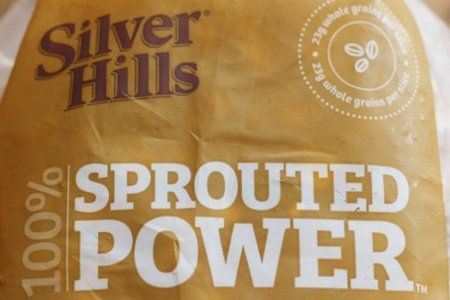 Silver
Hills®
23g whole grains per slice • 23g whole grains per slice •
100%
SPROUTED
POWER™